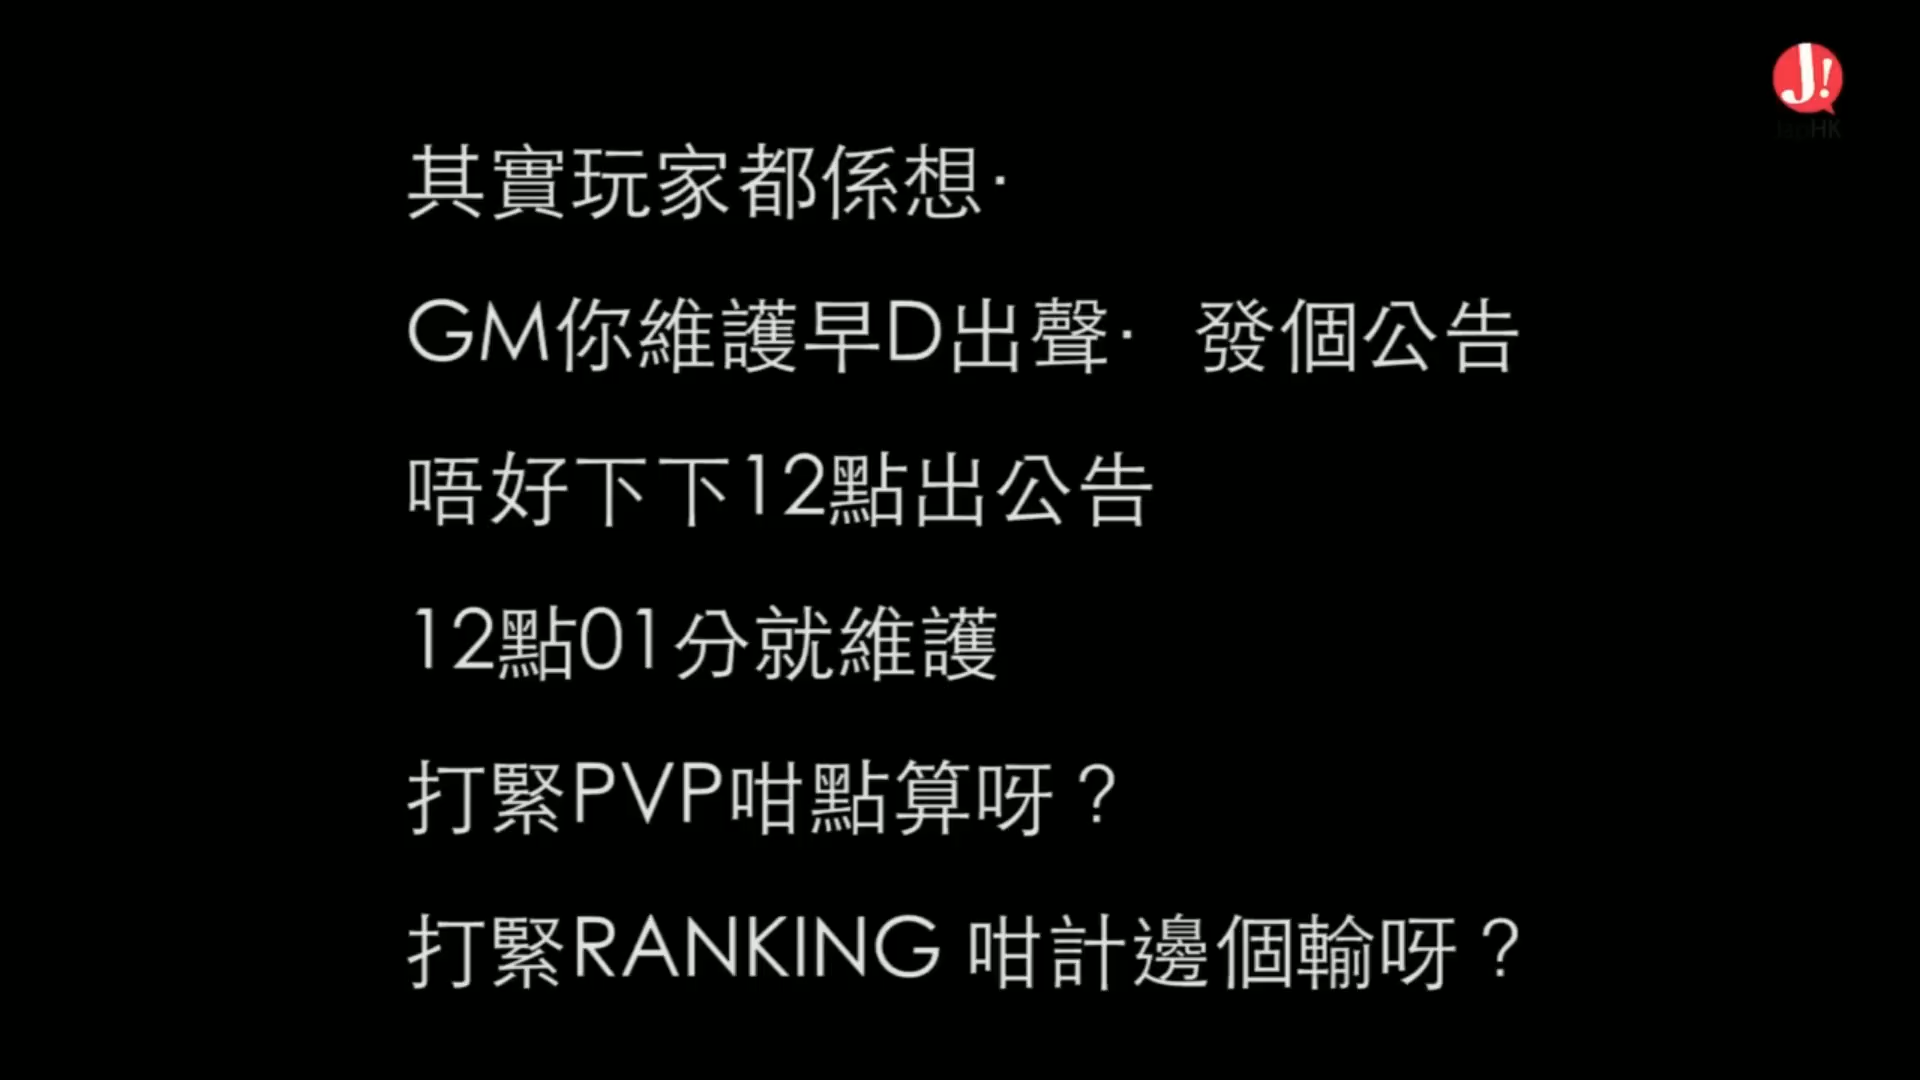 J!
其實玩家都係想·
GM你維護早D出聲· 發個公告
唔好下下12點出公告
12點01分就維護
打緊PVP咁點算呀？
打緊RANKING 咁計邊個輸呀？